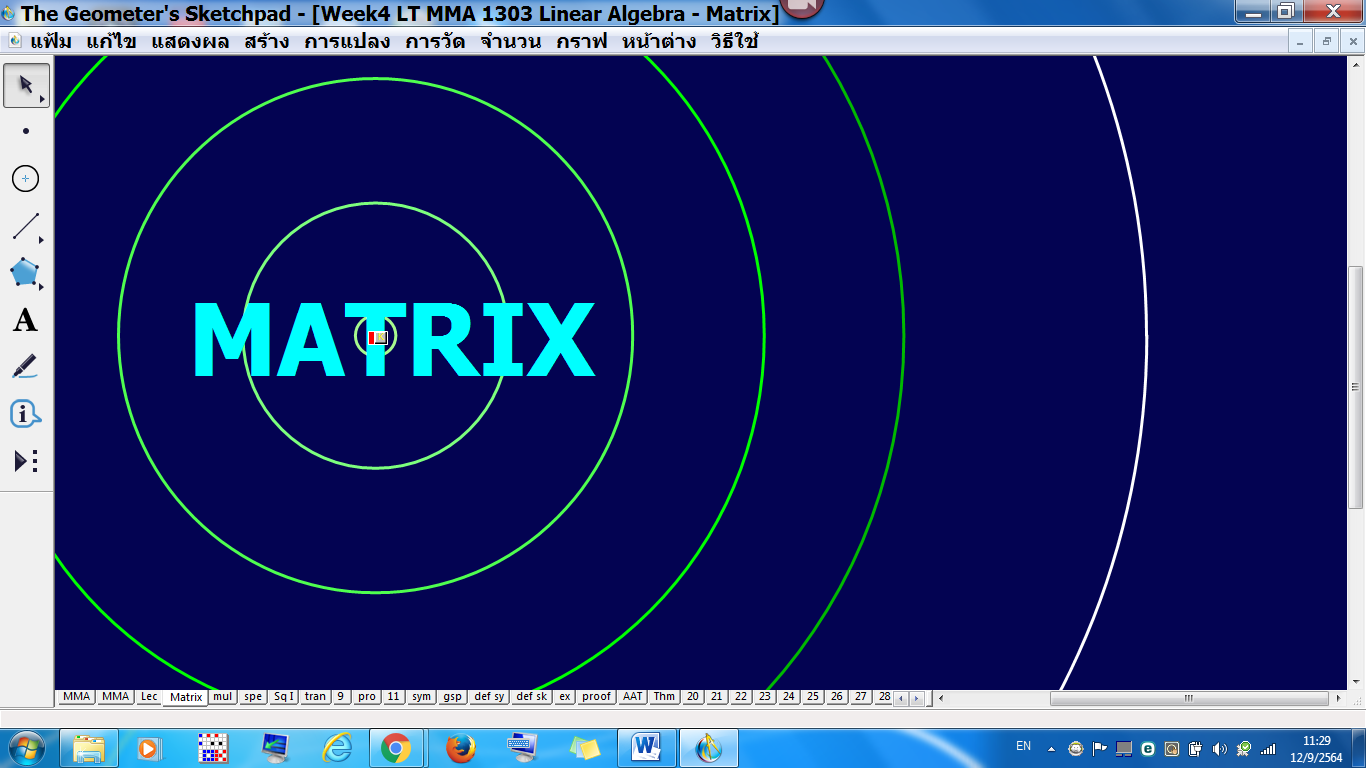 The Geometer's Sketchpad - [Week4 LT MMA 1303 Linear Algebra - Matrix]
แฟ้ม แก้ไข แสดงผล สร้าง การแปลง การวัด จำนวน กราฟ หน้าต่าง วิธีใช้
A
MATRIX
MMA MMA Lec Matrix mul spe Sq I tran 9 pro 11 sym gsp def sy def sk ex proof AAT Thm 20 21 22 23 24 25 26 27 28
EN 11:29
12/9/2564